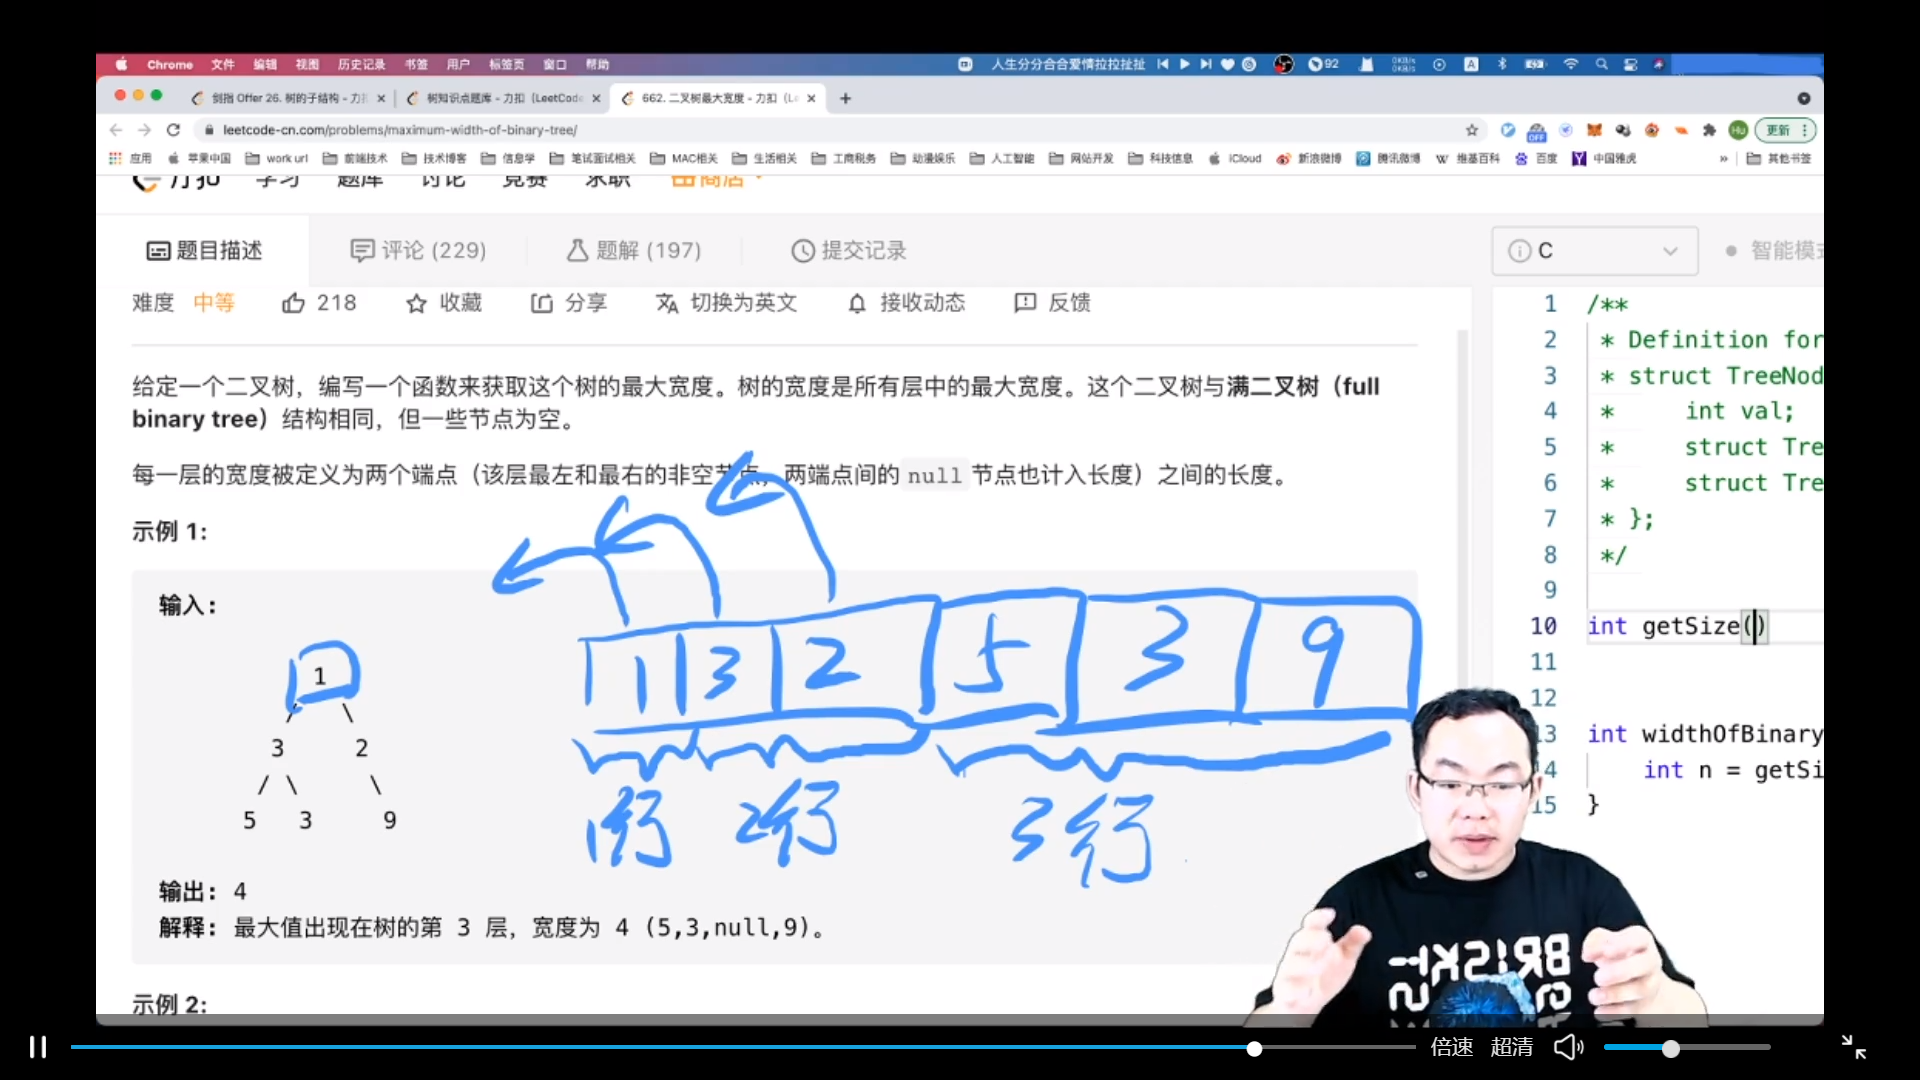 Chrome 文件 编辑 视图 历史记录 书签 用户 标签页 窗口 帮助 人生分分合合爱情拉拉扯扯 92 0KB/s 0KB/s A
剑指 Offer 26. 树的子结构 - 力扣 树知识点题库 - 力扣 (LeetCode 662. 二叉树最大宽度 - 力扣 (Le
leetcode-cn.com/problems/maximum-width-of-binary-tree/ OFF Hu 更新
应用 苹果中国 work url 前端技术 技术博客 信息学 笔试面试相关 MAC相关 生活相关 工商税务 动漫娱乐 人工智能 网站开发 科技信息 iCloud 新浪微博 腾讯微博 维基百科 百度 中国雅虎 » 其他书签
力扣 学习 题库 讨论 竞赛 求职 商店
题目描述 评论 (229) 题解 (197) 提交记录 C 智能模式
难度 中等 218 收藏 分享 切换为英文 接收动态 反馈
给定一个二叉树，编写一个函数来获取这个树的最大宽度。树的宽度是所有层中的最大宽度。这个二叉树与满二叉树（full
binary tree）结构相同，但一些节点为空。
每一层的宽度被定义为两个端点（该层最左和最右的非空节点，两端点间的 null 节点也计入长度）之间的长度。
示例 1:
输入:
1
/ \
3 2
/ \ \
5 3 9
输出: 4
解释: 最大值出现在树的第 3 层，宽度为 4 (5,3,null,9)。
示例 2:
1 3 2 5 3 9
1行 2行 3行
1 /**
2 * Definition for
3 * struct TreeNod
4 * int val;
5 * struct Tre
6 * struct Tre
7 * };
8 */
9
10 int getSize()
11
12
13 int widthOfBinary
14 int n = getSi
15 }
倍速 超清